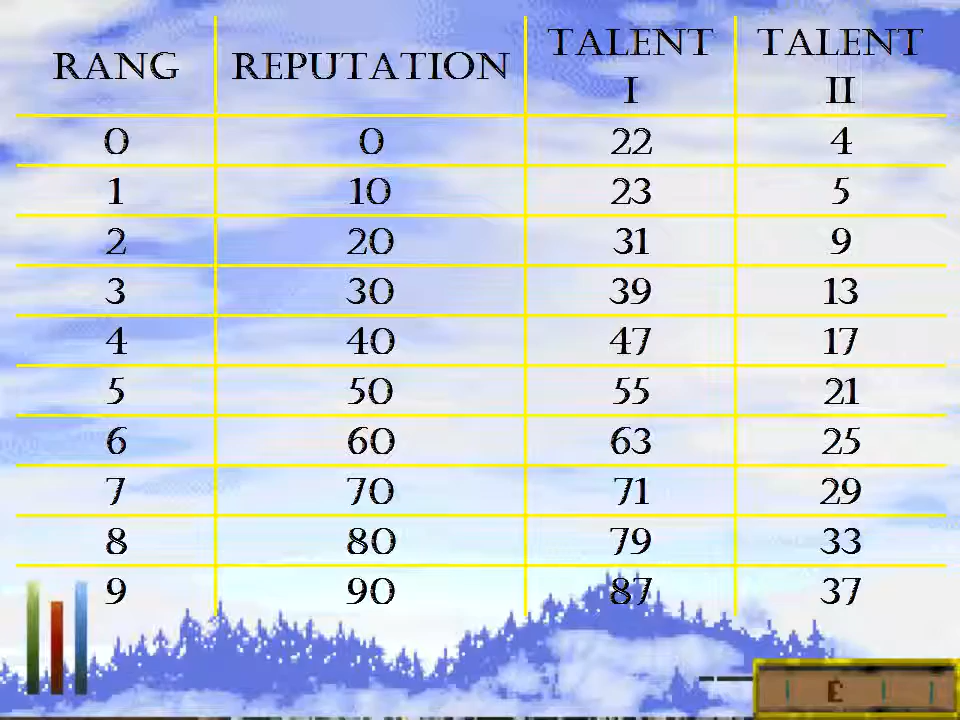 RANG REPUTATION TALENT I TALENT II
0 0 22 4
1 10 23 5
2 20 31 9
3 30 39 13
4 40 47 17
5 50 55 21
6 60 63 25
7 70 71 29
8 80 79 33
9 90 87 37
E